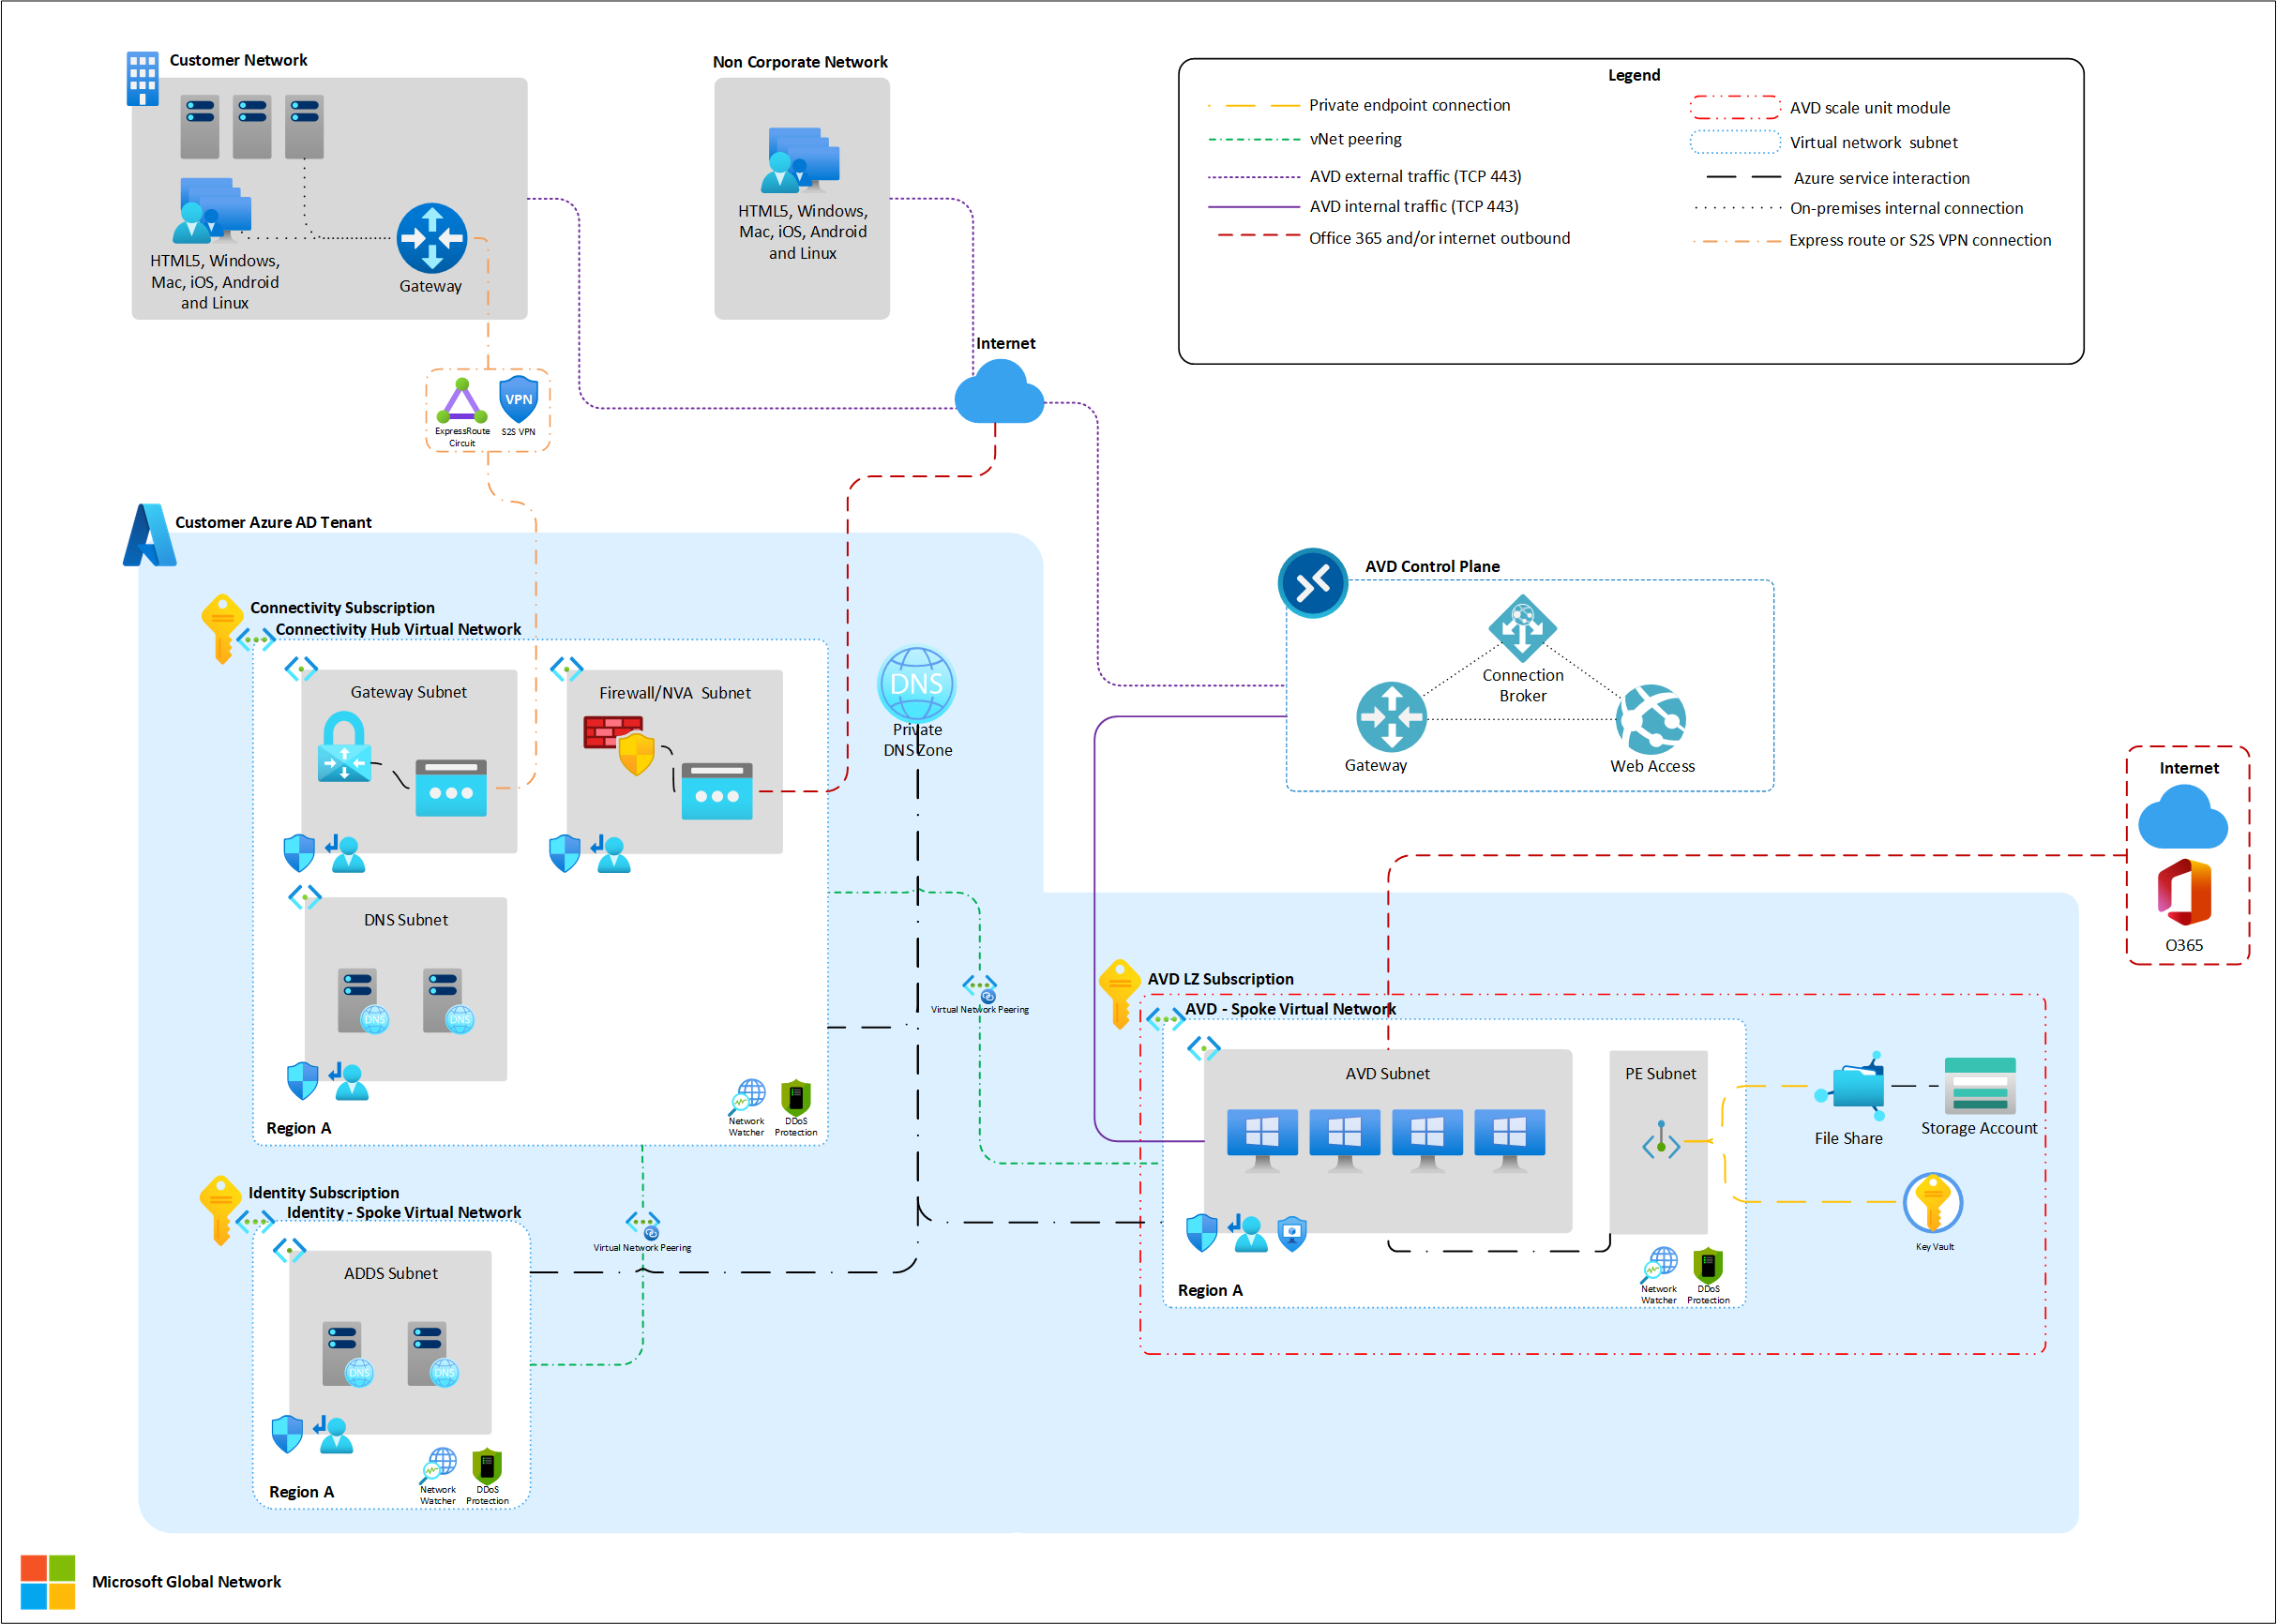 Customer Network
HTML5, Windows,
Mac, iOS, Android
and Linux
Gateway
Non Corporate Network
HTML5, Windows,
Mac, iOS, Android
and Linux
Legend
Private endpoint connection
vNet peering
AVD external traffic (TCP 443)
AVD internal traffic (TCP 443)
Office 365 and/or internet outbound
AVD scale unit module
Virtual network subnet
Azure service interaction
On-premises internal connection
Express route or S2S VPN connection
Internet
VPN
ExpressRoute
Circuit
S2S VPN
Customer Azure AD Tenant
Connectivity Subscription
Connectivity Hub Virtual Network
Gateway Subnet
Firewall/NVA Subnet
DNS
Private
DNS Zone
DNS Subnet
DNS
DNS
Network
Watcher
DDoS
Protection
Region A
Virtual Network Peering
AVD Control Plane
Connection
Broker
Gateway
Web Access
Internet
O365
Identity Subscription
Identity - Spoke Virtual Network
ADDS Subnet
DNS
DNS
Network
Watcher
DDoS
Protection
Region A
Virtual Network Peering
AVD LZ Subscription
AVD - Spoke Virtual Network
AVD Subnet
PE Subnet
File Share
Storage Account
Key Vault
Network
Watcher
DDoS
Protection
Region A
Microsoft Global Network